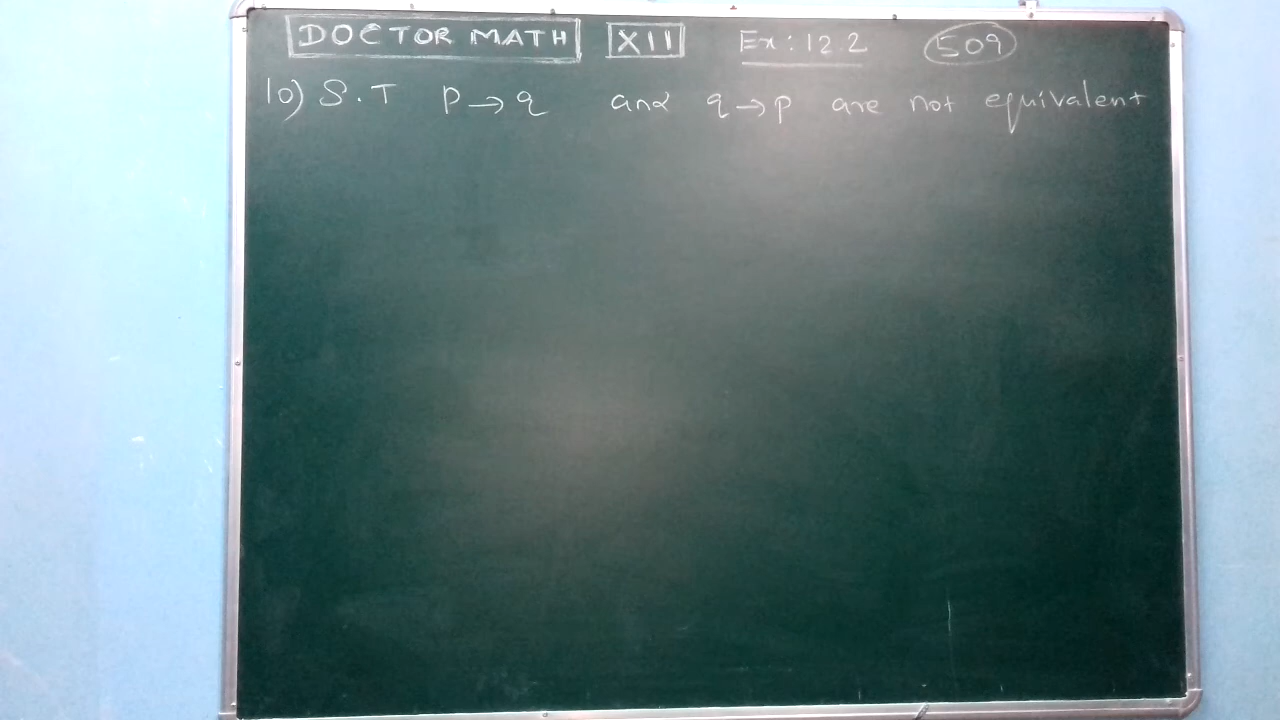 DOCTOR MATH XII Ex: 12.2 509
10) S.T p→q and q→p are not equivalent